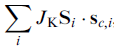 ∑_i J_K S_i · s_{c,i}